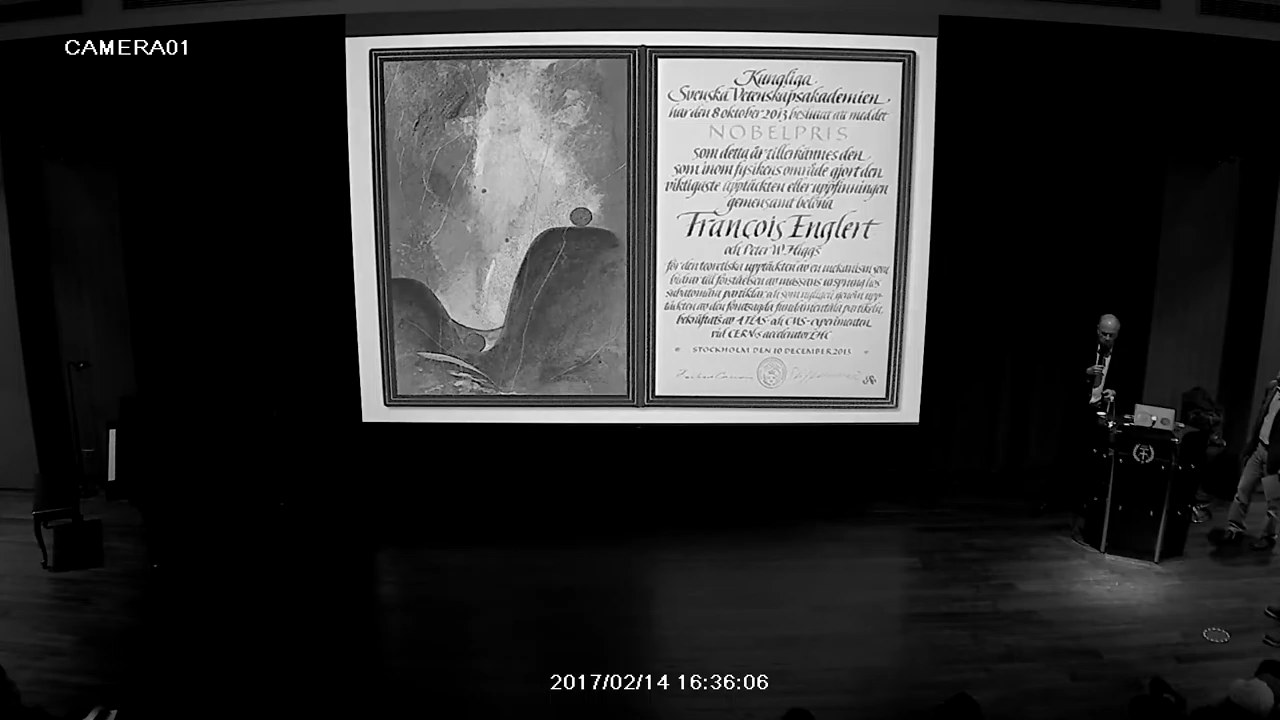 CAMERA01
Kungliga
Svenska Vetenskapsakademien
har den 8 oktober 2013 beslutat att med det
NOBELPRIS
som detta år tillerkännes den
som inom fysikens område gjort den
viktigaste upptäckten eller uppfinningen
gemensamt belöna
François Englert
och Peter W. Higgs
för den teoretiska upptäckten av en mekanism som
bidrar till förståelsen av massans ursprung hos
subatomära partiklar och som nyligen genom upp-
täckten av den förutsagda fundamentala partikeln,
bekräftats av ATLAS- och CMS-experimenten
vid CERN:s accelerator LHC
STOCKHOLM DEN 10 DECEMBER 2013
2017/02/14 16:36:06